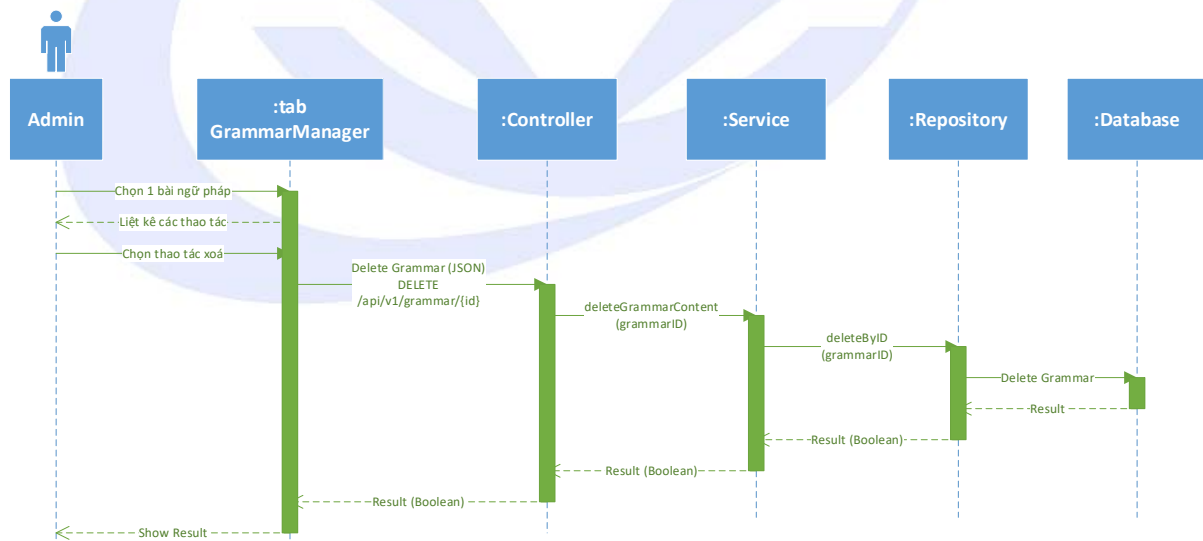 Admin
:tab
GrammarManager
:Controller
:Service
:Repository
:Database
Chọn 1 bài ngữ pháp
Liệt kê các thao tác
Chọn thao tác xoá
Delete Grammar (JSON)
DELETE
/api/v1/grammar/{id}
deleteGrammarContent
(grammarID)
deleteByID
(grammarID)
Delete Grammar
Result
Result (Boolean)
Result (Boolean)
Result (Boolean)
Show Result